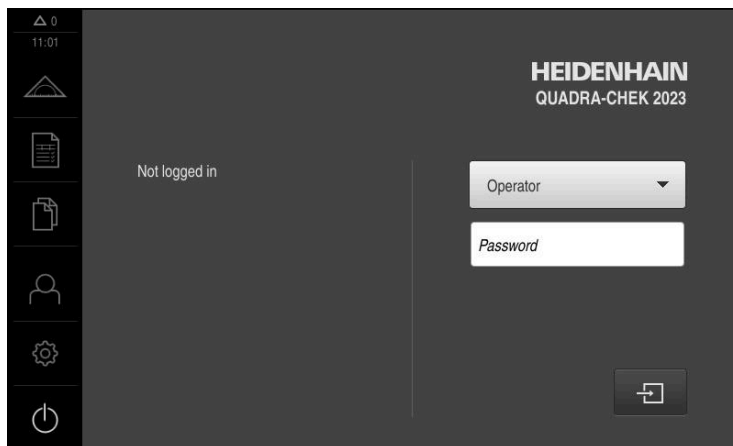 0
11:01
HEIDENHAIN
QUADRA-CHEK 2023
Not logged in
Operator
Password